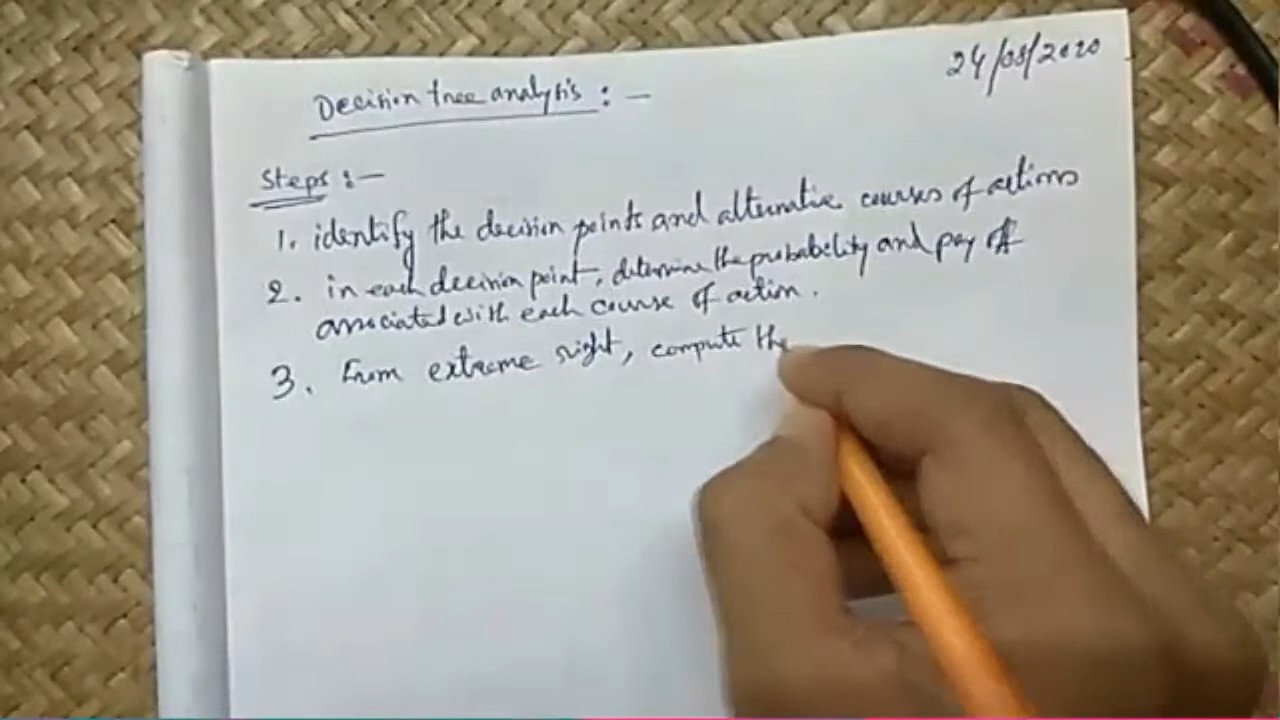 24/08/2020
Decision tree analysis : —
Steps :—
1. identify the decision points and alternative courses of actions
2. in each decision point, determine the probability and pay off
associated with each course of action.
3. From extreme right, compute the